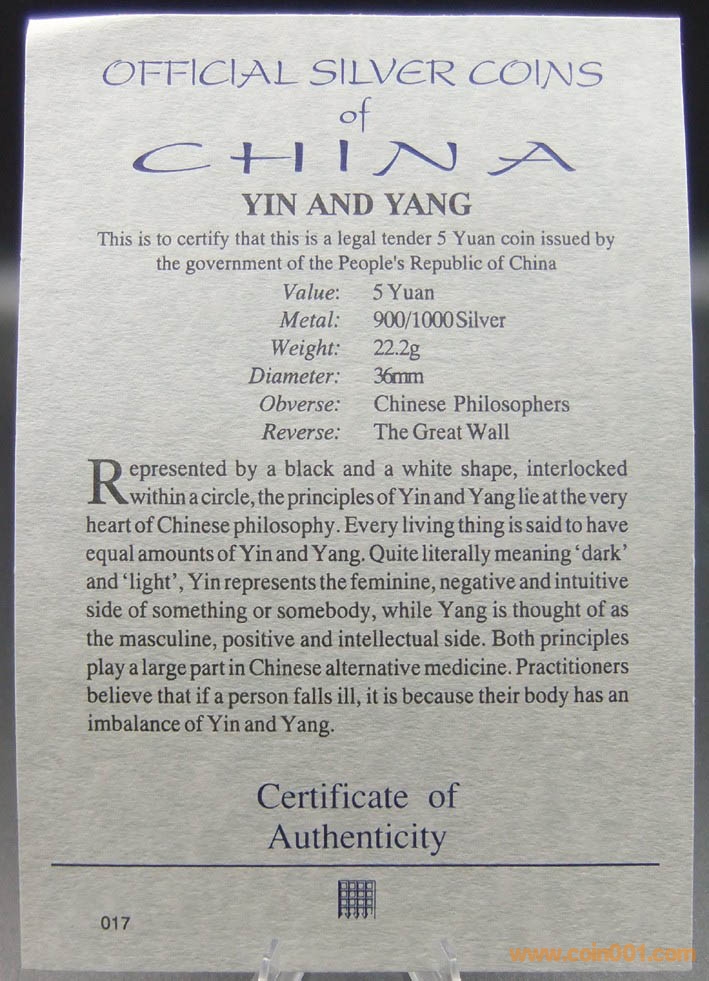 OFFICIAL SILVER COINS
of
CHINA
YIN AND YANG
This is to certify that this is a legal tender 5 Yuan coin issued by
the government of the People's Republic of China
Value: 5 Yuan
Metal: 900/1000 Silver
Weight: 22.2g
Diameter: 36mm
Obverse: Chinese Philosophers
Reverse: The Great Wall
Represented by a black and a white shape, interlocked
within a circle, the principles of Yin and Yang lie at the very
heart of Chinese philosophy. Every living thing is said to have
equal amounts of Yin and Yang. Quite literally meaning ‘dark’
and ‘light’, Yin represents the feminine, negative and intuitive
side of something or somebody, while Yang is thought of as
the masculine, positive and intellectual side. Both principles
play a large part in Chinese alternative medicine. Practitioners
believe that if a person falls ill, it is because their body has an
imbalance of Yin and Yang.
Certificate of
Authenticity
017
www.coin001.com